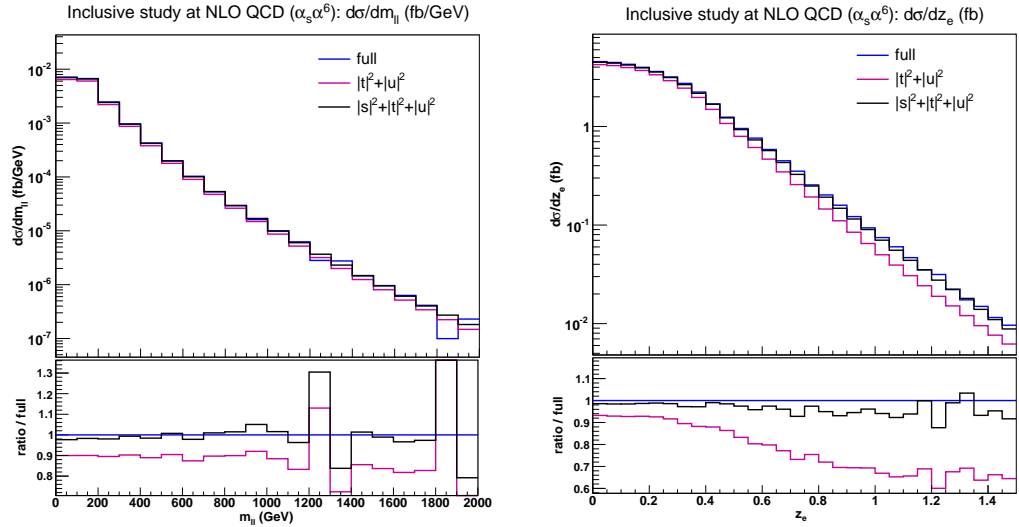 Inclusive study at NLO QCD (αsα⁶): dσ/dmll (fb/GeV)
dσ/dmll (fb/GeV)
10⁻²
10⁻³
10⁻⁴
10⁻⁵
10⁻⁶
10⁻⁷
full
|t|²+|u|²
|s|²+|t|²+|u|²
ratio / full
1.3
1.2
1.1
1
0.9
0.8
0 200 400 600 800 1000 1200 1400 1600 1800 2000
mll (GeV)
Inclusive study at NLO QCD (αsα⁶): dσ/dze (fb)
dσ/dze (fb)
1
10⁻¹
10⁻²
full
|t|²+|u|²
|s|²+|t|²+|u|²
ratio / full
1.1
1
0.9
0.8
0.7
0.6
0 0.2 0.4 0.6 0.8 1 1.2 1.4
ze